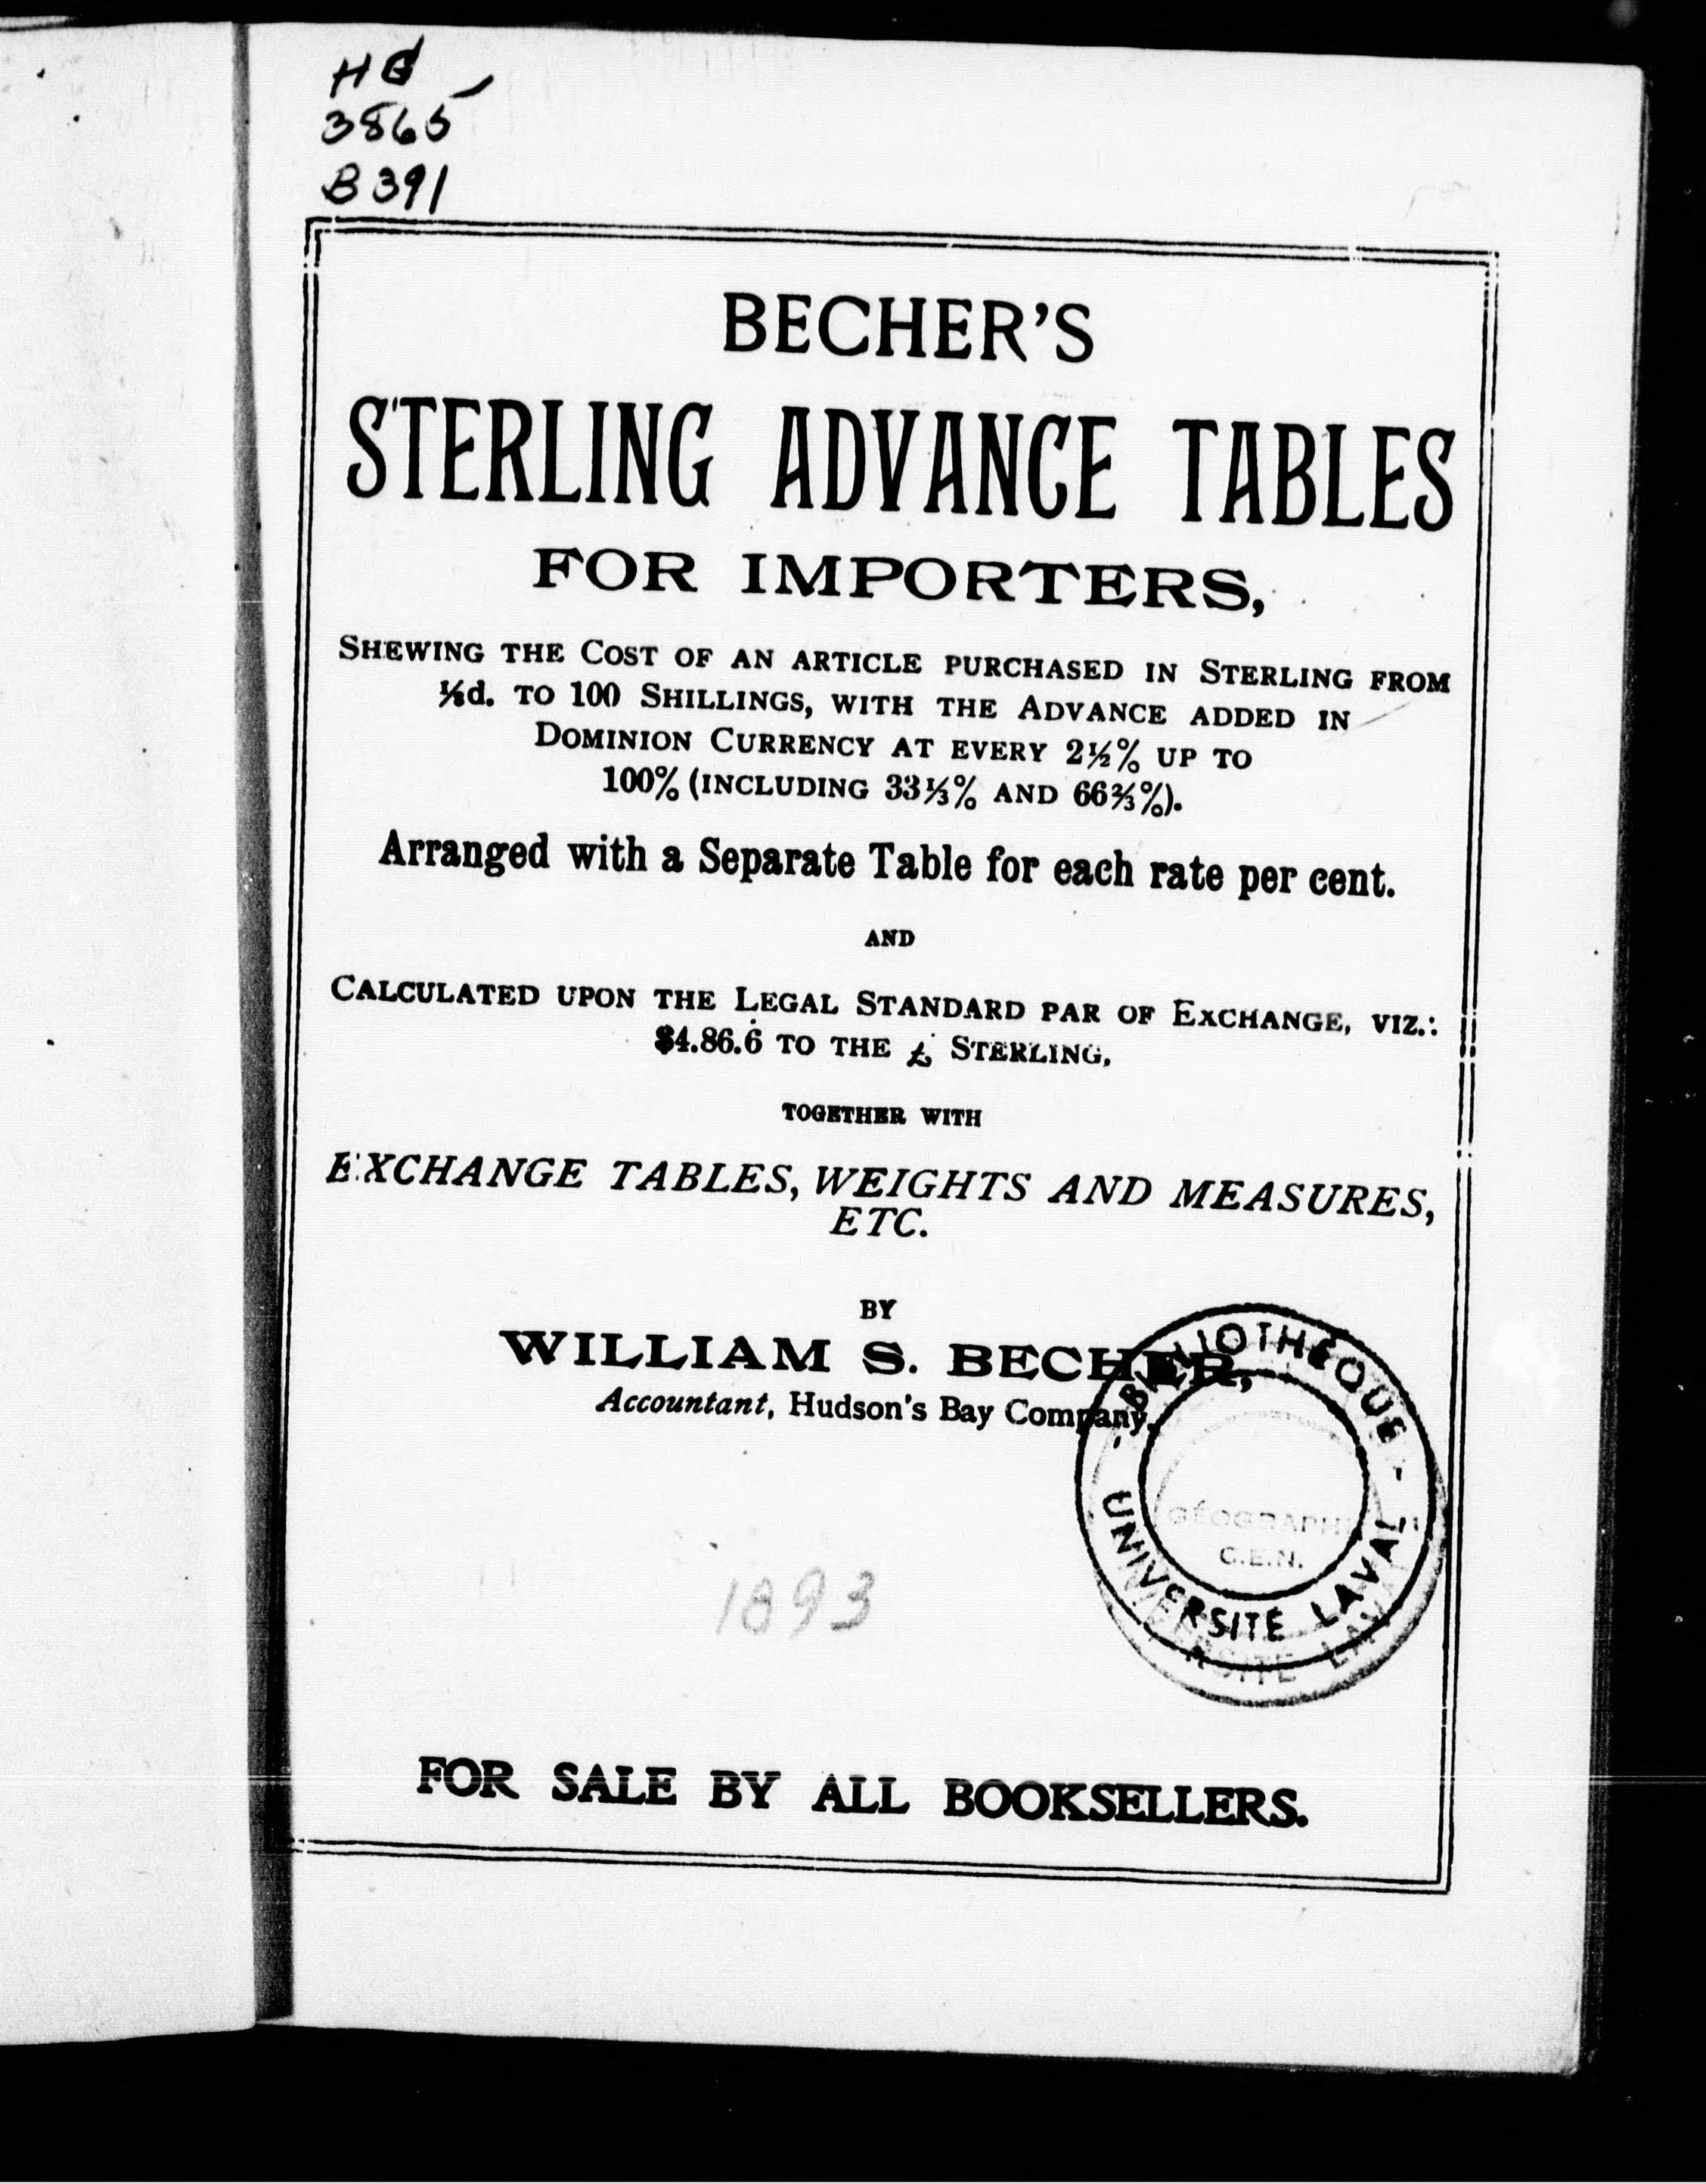 HG
3865
B391
BECHER'S
STERLING ADVANCE TABLES
FOR IMPORTERS,
SHEWING THE COST OF AN ARTICLE PURCHASED IN STERLING FROM
⅛d. TO 100 SHILLINGS, WITH THE ADVANCE ADDED IN
DOMINION CURRENCY AT EVERY 2½% UP TO
100% (INCLUDING 33⅓% AND 66⅔%).
Arranged with a Separate Table for each rate per cent.
AND
CALCULATED UPON THE LEGAL STANDARD PAR OF EXCHANGE, VIZ.:
$4.86.6̇ TO THE £ STERLING,
TOGETHER WITH
EXCHANGE TABLES, WEIGHTS AND MEASURES,
ETC.
BY
WILLIAM S. BECHER,
Accountant, Hudson's Bay Company.
- BIBLIOTHÈQUE -
UNIVERSITÉ LAVAL
GÉOGRAPHIE
C.E.N.
1893
FOR SALE BY ALL BOOKSELLERS.